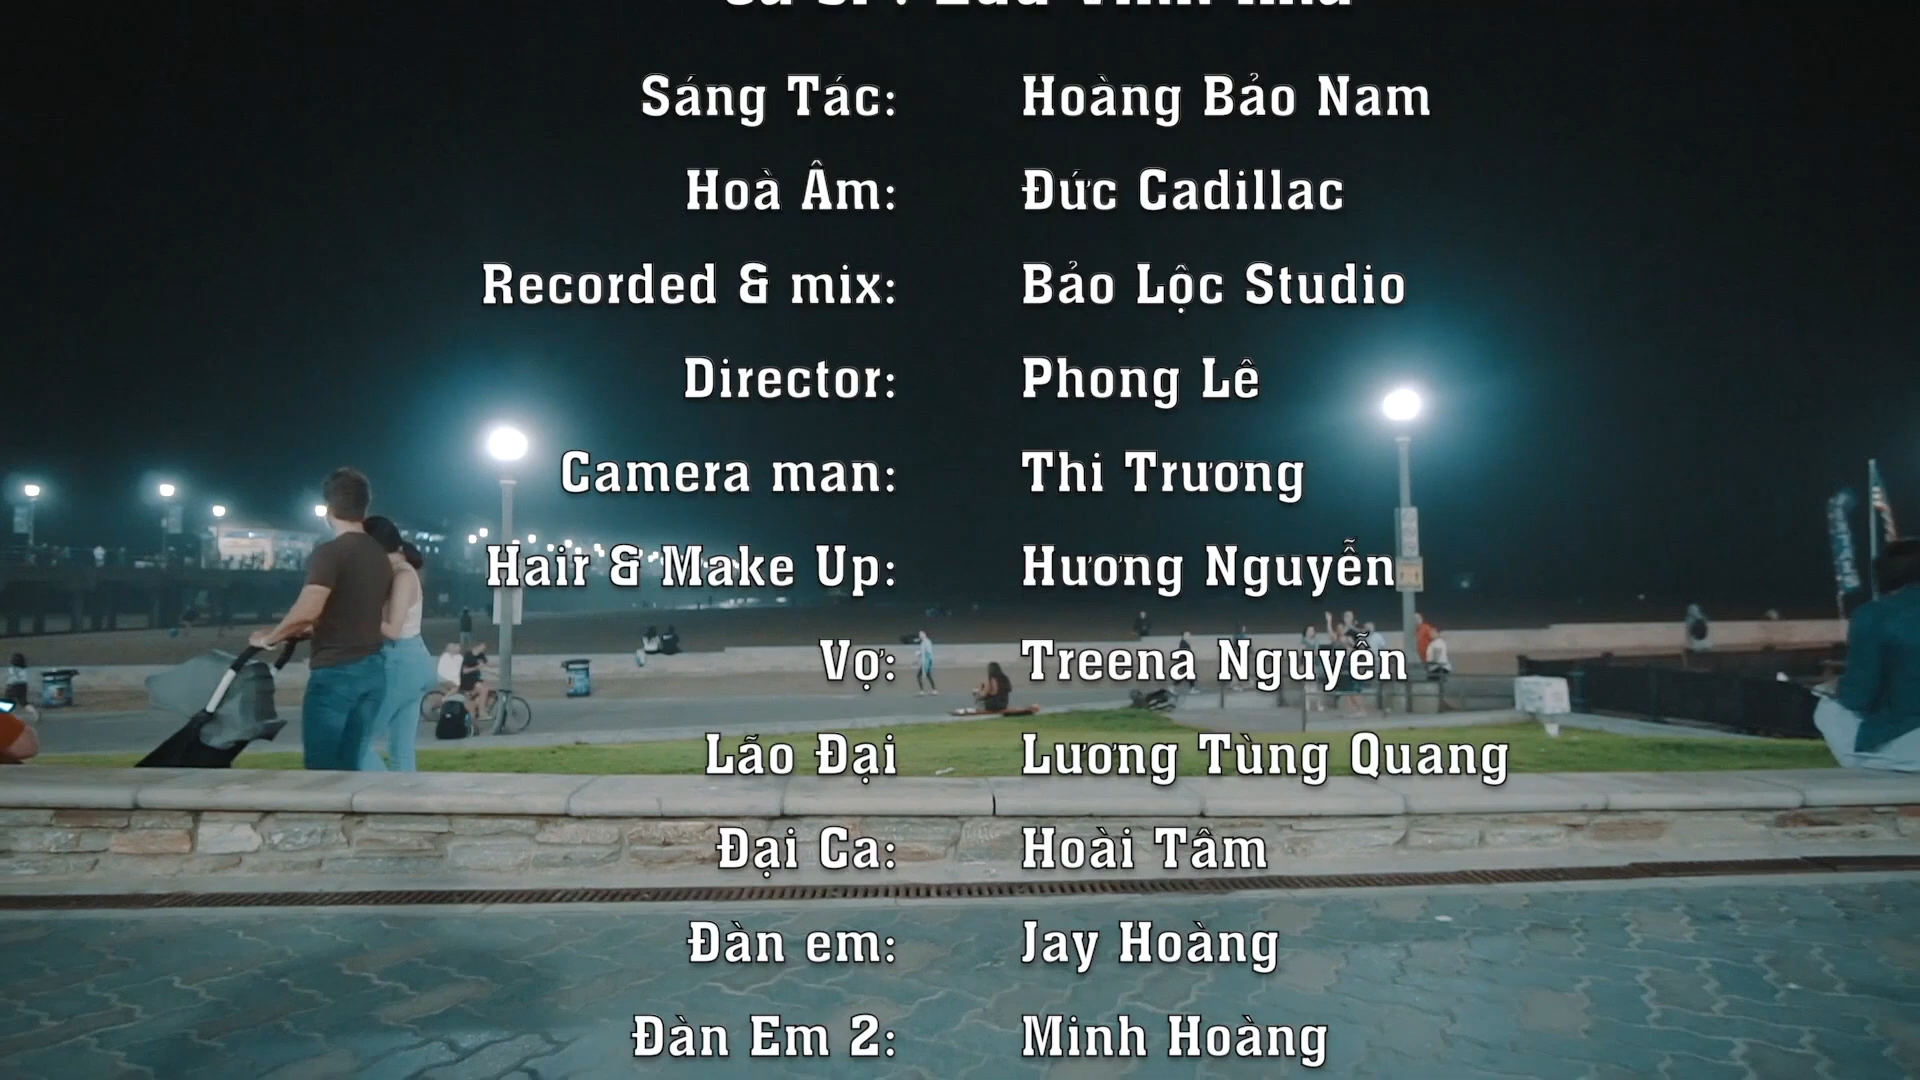 Sáng Tác: Hoàng Bảo Nam
Hoà Âm: Đức Cadillac
Recorded & mix: Bảo Lộc Studio
Director: Phong Lê
Camera man: Thi Trương
Hair & Make Up: Hương Nguyễn
Vợ: Treena Nguyễn
Lão Đại Lương Tùng Quang
Đại Ca: Hoài Tâm
Đàn em: Jay Hoàng
Đàn Em 2: Minh Hoàng